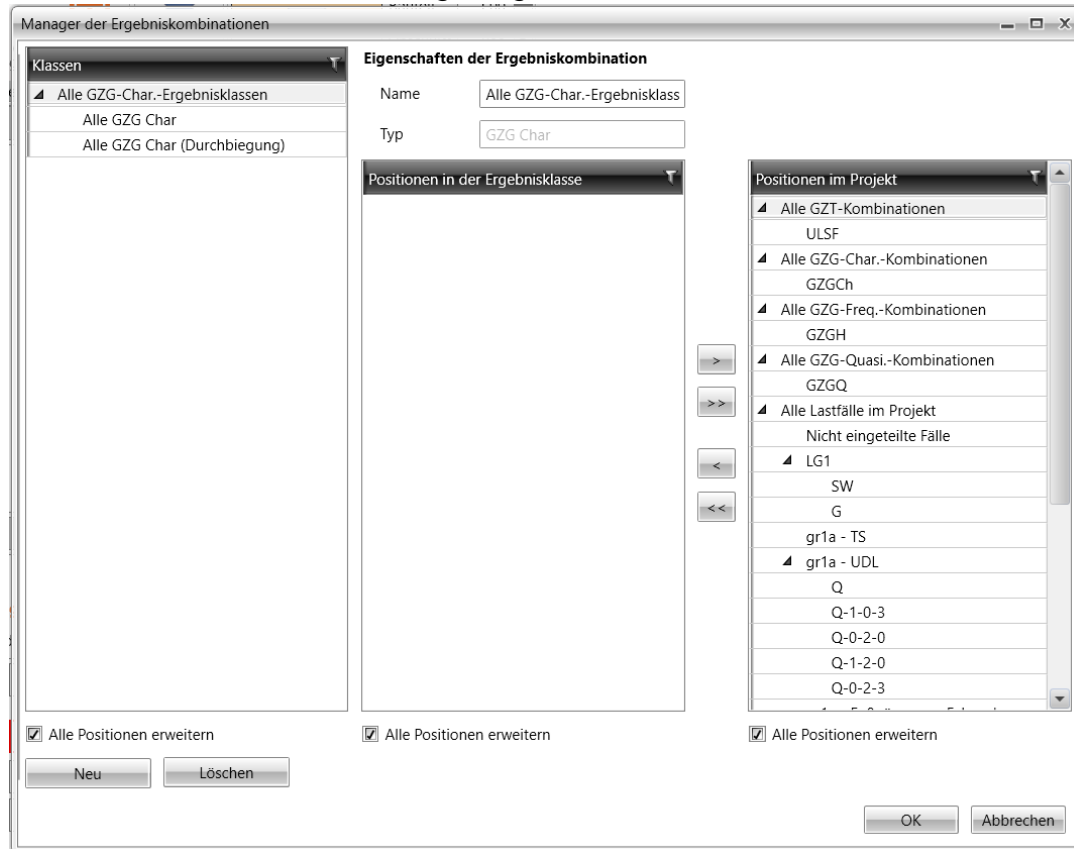 Manager der Ergebniskombinationen
Klassen
Alle GZG-Char.-Ergebnisklassen
Alle GZG Char
Alle GZG Char (Durchbiegung)
Alle Positionen erweitern
Neu
Löschen
Eigenschaften der Ergebniskombination
Name
Alle GZG-Char.-Ergebnisklass
Typ
GZG Char
Positionen in der Ergebnisklasse
Alle Positionen erweitern
>
>>
<
<<
Positionen im Projekt
Alle GZT-Kombinationen
ULSF
Alle GZG-Char.-Kombinationen
GZGCh
Alle GZG-Freq.-Kombinationen
GZGH
Alle GZG-Quasi.-Kombinationen
GZGQ
Alle Lastfälle im Projekt
Nicht eingeteilte Fälle
LG1
SW
G
gr1a - TS
gr1a - UDL
Q
Q-1-0-3
Q-0-2-0
Q-1-2-0
Q-0-2-3
Alle Positionen erweitern
OK
Abbrechen